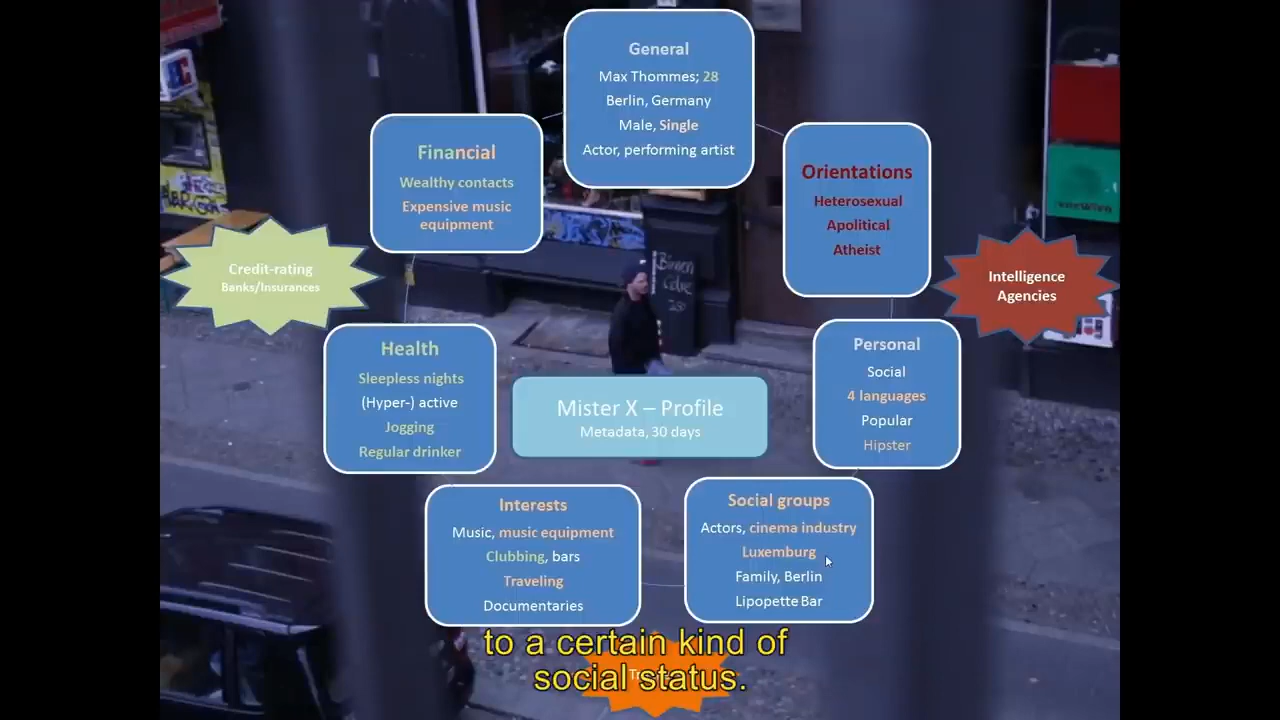 General
Max Thommes; 28
Berlin, Germany
Male, Single
Actor, performing artist
Financial
Wealthy contacts
Expensive music
equipment
Orientations
Heterosexual
Apolitical
Atheist
Credit-rating
Banks/Insurances
Intelligence
Agencies
Health
Sleepless nights
(Hyper-) active
Jogging
Regular drinker
Mister X – Profile
Metadata, 30 days
Personal
Social
4 languages
Popular
Hipster
Interests
Music, music equipment
Clubbing, bars
Traveling
Documentaries
Social groups
Actors, cinema industry
Luxemburg
Family, Berlin
Lipopette Bar
to a certain kind of
social status.